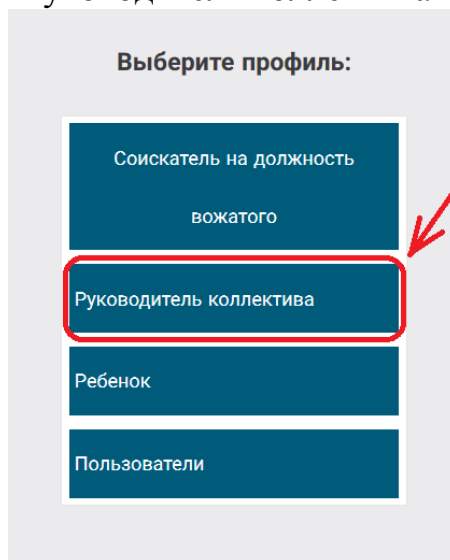 Выберите профиль:
Соискатель на должность
вожатого
Руководитель коллектива
Ребенок
Пользователи